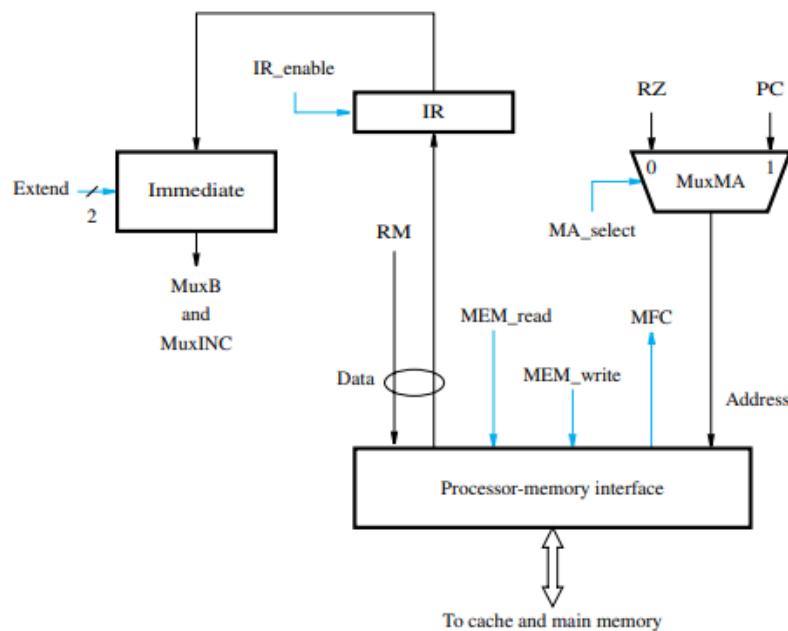 IR_enable
RZ
PC
IR
0
1
MuxMA
Extend
2
Immediate
MA_select
RM
MuxB
and
MuxINC
MEM_read
MFC
Data
MEM_write
Address
Processor-memory interface
To cache and main memory